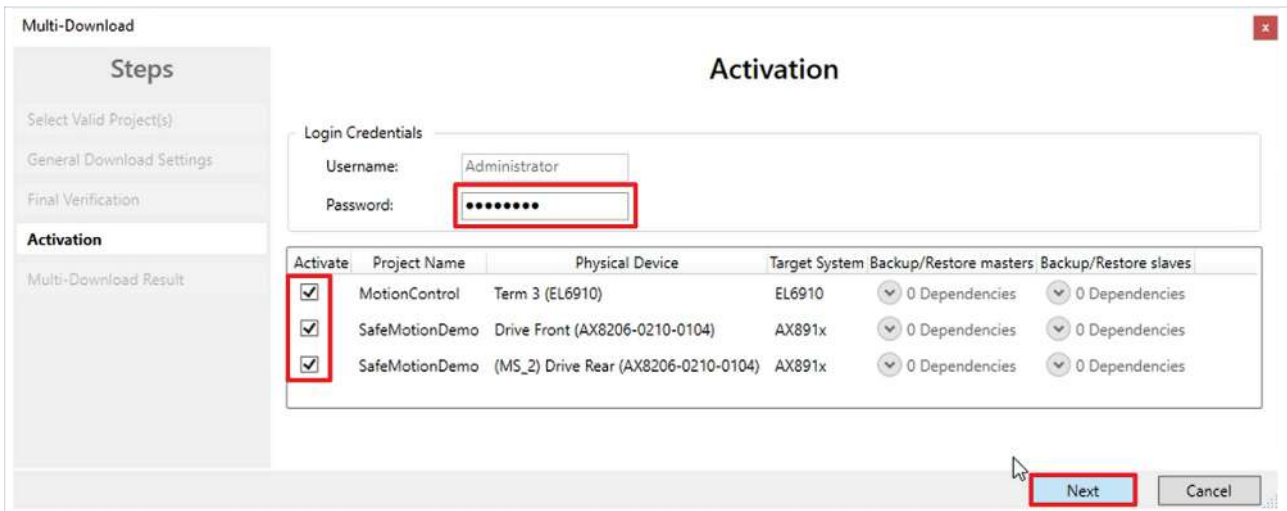 Multi-Download
x
Steps
Activation
Select Valid Project(s)
General Download Settings
Final Verification
Activation
Multi-Download Result
Login Credentials
Username: Administrator
Password: ••••••••
Activate Project Name Physical Device Target System Backup/Restore masters Backup/Restore slaves
MotionControl Term 3 (EL6910) EL6910 0 Dependencies 0 Dependencies
SafeMotionDemo Drive Front (AX8206-0210-0104) AX891x 0 Dependencies 0 Dependencies
SafeMotionDemo (MS_2) Drive Rear (AX8206-0210-0104) AX891x 0 Dependencies 0 Dependencies
Next Cancel